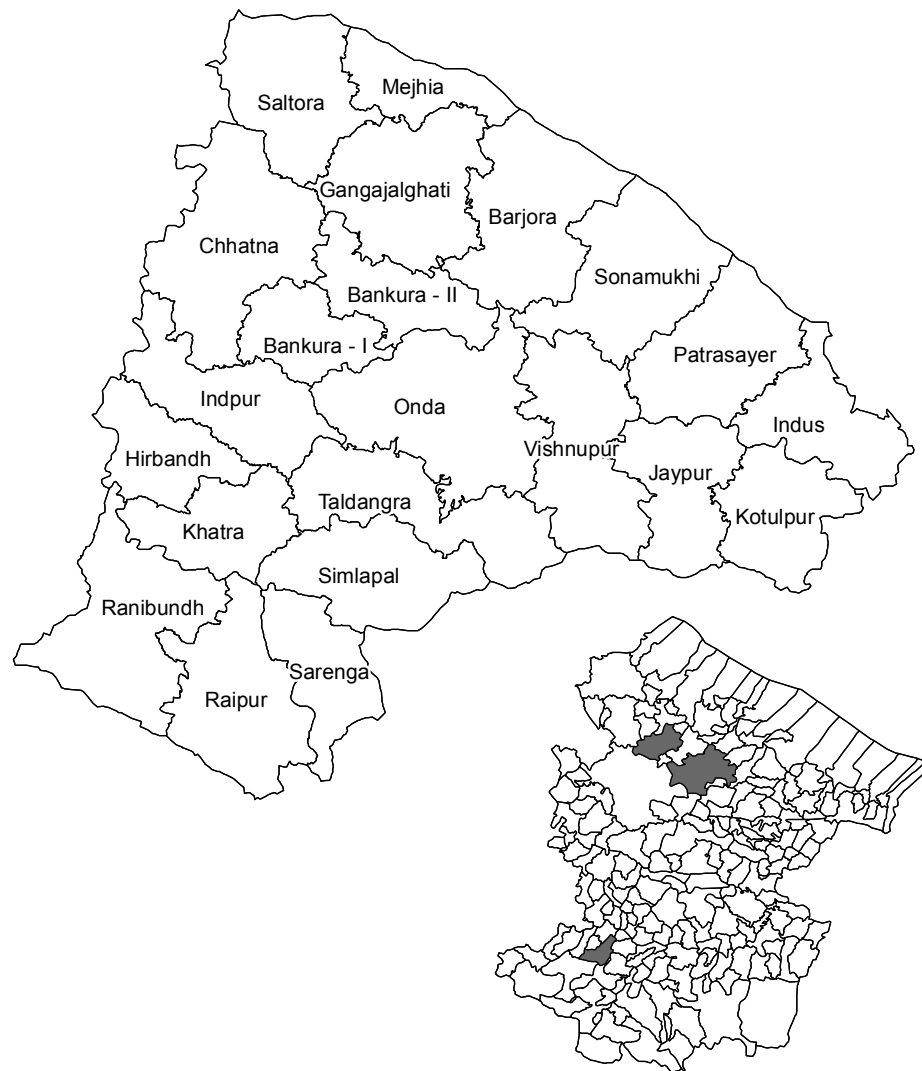 Mejhia
Saltora
Gangajalghati
Barjora
Chhatna
Sonamukhi
Bankura - II
Bankura - I
Patrasayer
Indpur
Onda
Indus
Vishnupur
Hirbandh
Jaypur
Taldangra
Kotulpur
Khatra
Simlapal
Ranibundh
Sarenga
Raipur